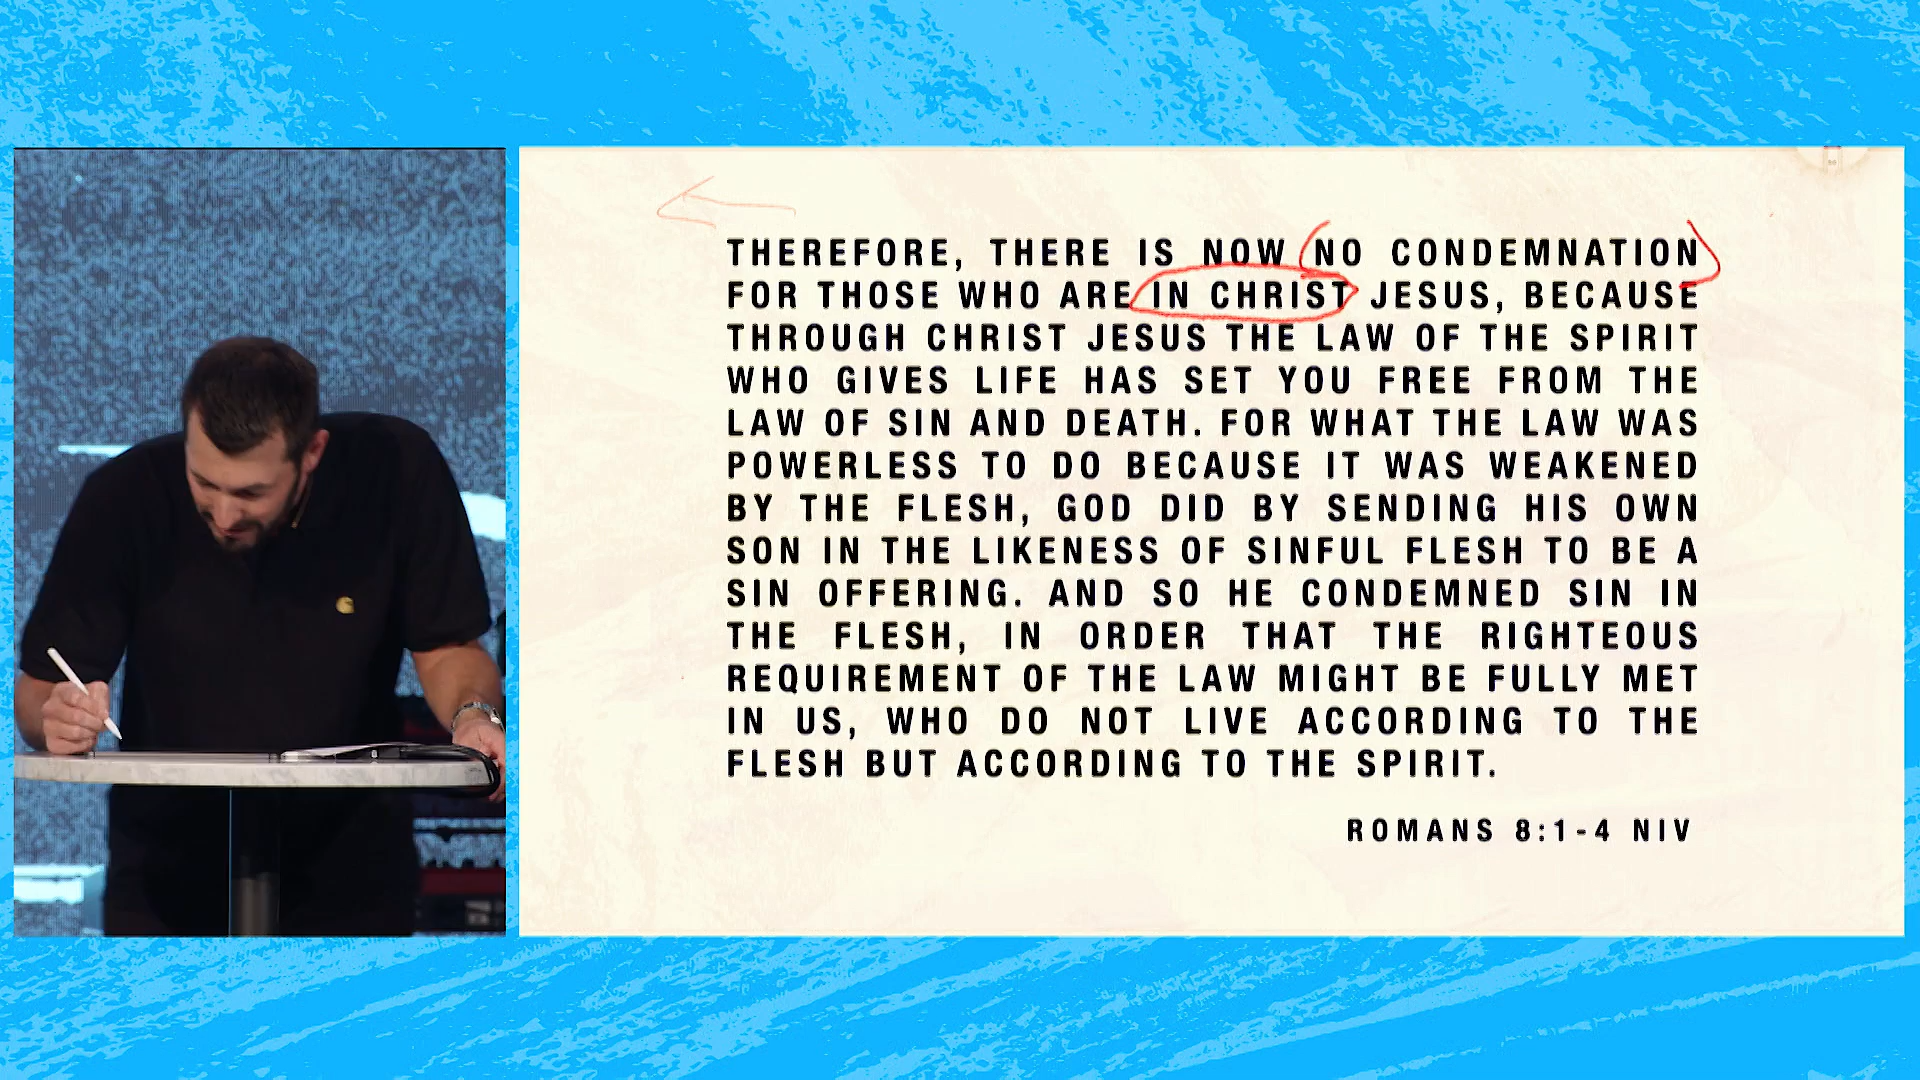 THEREFORE, THERE IS NOW NO CONDEMNATION
FOR THOSE WHO ARE IN CHRIST JESUS, BECAUSE
THROUGH CHRIST JESUS THE LAW OF THE SPIRIT
WHO GIVES LIFE HAS SET YOU FREE FROM THE
LAW OF SIN AND DEATH. FOR WHAT THE LAW WAS
POWERLESS TO DO BECAUSE IT WAS WEAKENED
BY THE FLESH, GOD DID BY SENDING HIS OWN
SON IN THE LIKENESS OF SINFUL FLESH TO BE A
SIN OFFERING. AND SO HE CONDEMNED SIN IN
THE FLESH, IN ORDER THAT THE RIGHTEOUS
REQUIREMENT OF THE LAW MIGHT BE FULLY MET
IN US, WHO DO NOT LIVE ACCORDING TO THE
FLESH BUT ACCORDING TO THE SPIRIT.
ROMANS 8:1-4 NIV